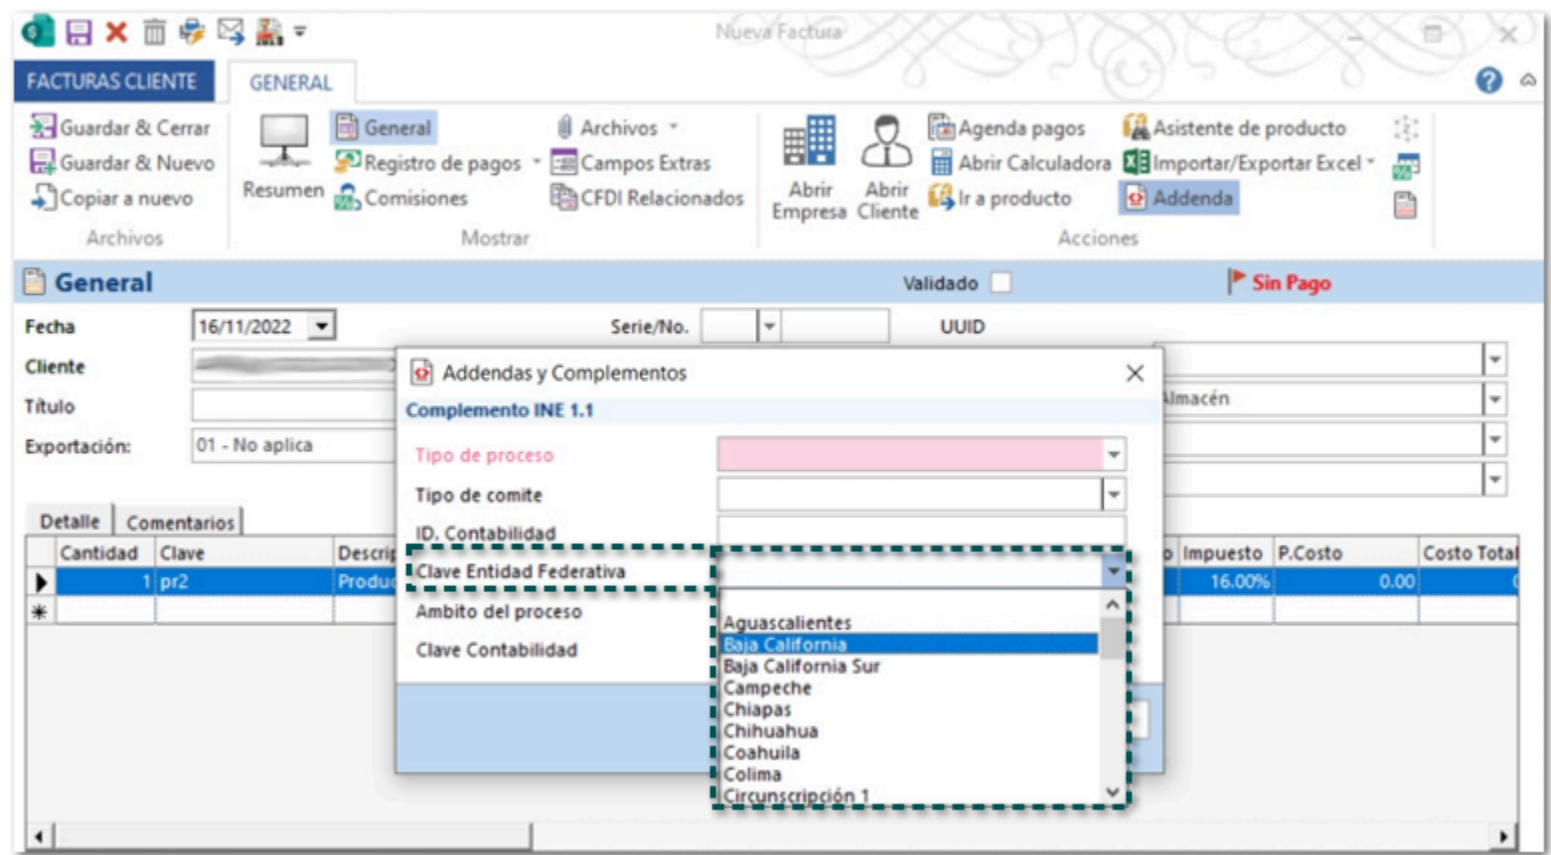 Nueva Factura
FACTURAS CLIENTE GENERAL
Guardar & Cerrar
Guardar & Nuevo
Copiar a nuevo
Archivos
Resumen
General
Registro de pagos
Comisiones
Archivos
Campos Extras
CFDI Relacionados
Mostrar
Abrir
Empresa
Abrir
Cliente
Agenda pagos
Abrir Calculadora
Ir a producto
Asistente de producto
Importar/Exportar Excel
Addenda
Acciones
General Validado Sin Pago
Fecha 16/11/2022 Serie/No. UUID
Cliente
Título Almacén
Exportación: 01 - No aplica
Addendas y Complementos
Complemento INE 1.1
Tipo de proceso
Tipo de comite
ID. Contabilidad
Clave Entidad Federativa
Ambito del proceso
Clave Contabilidad
Aguascalientes
Baja California
Baja California Sur
Campeche
Chiapas
Chihuahua
Coahuila
Colima
Circunscripción 1
Detalle Comentarios
Cantidad Clave Descrip o Impuesto P.Costo Costo Total
1 pr2 Produc 16.00% 0.00